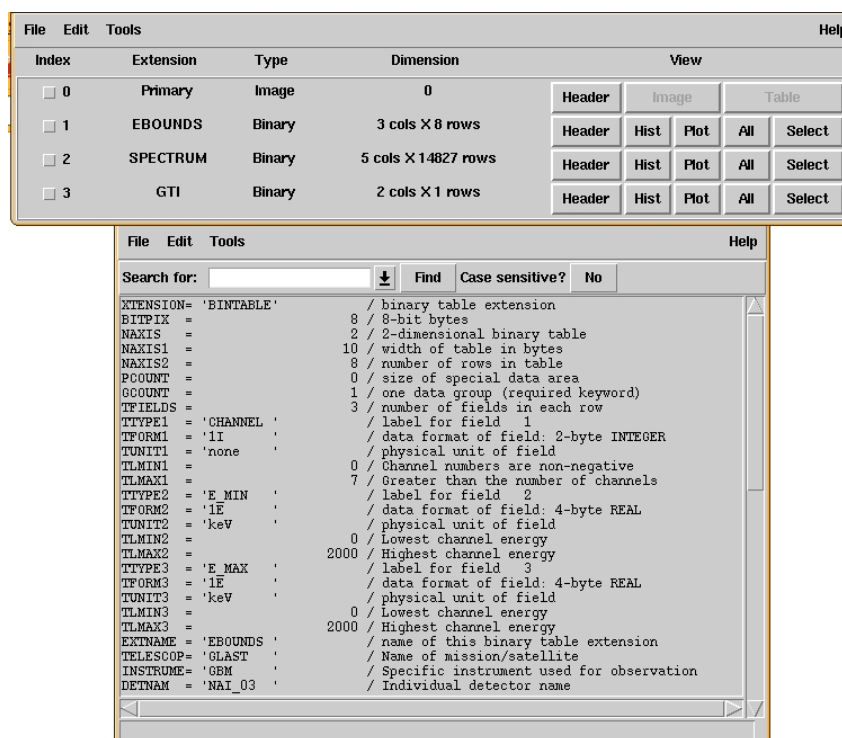 File Edit Tools Help
Index Extension Type Dimension View
0 Primary Image 0 Header Image Table
1 EBOUNDS Binary 3 cols X 8 rows Header Hist Plot All Select
2 SPECTRUM Binary 5 cols X 14827 rows Header Hist Plot All Select
3 GTI Binary 2 cols X 1 rows Header Hist Plot All Select
File Edit Tools Help
Search for: Find Case sensitive? No
XTENSION= 'BINTABLE' / binary table extension
BITPIX = 8 / 8-bit bytes
NAXIS = 2 / 2-dimensional binary table
NAXIS1 = 10 / width of table in bytes
NAXIS2 = 8 / number of rows in table
PCOUNT = 0 / size of special data area
GCOUNT = 1 / one data group (required keyword)
TFIELDS = 3 / number of fields in each row
TTYPE1 = 'CHANNEL ' / label for field 1
TFORM1 = '1I ' / data format of field: 2-byte INTEGER
TUNIT1 = 'none ' / physical unit of field
TLMIN1 = 0 / Channel numbers are non-negative
TLMAX1 = 7 / Greater than the number of channels
TTYPE2 = 'E_MIN ' / label for field 2
TFORM2 = '1E ' / data format of field: 4-byte REAL
TUNIT2 = 'keV ' / physical unit of field
TLMIN2 = 0 / Lowest channel energy
TLMAX2 = 2000 / Highest channel energy
TTYPE3 = 'E_MAX ' / label for field 3
TFORM3 = '1E ' / data format of field: 4-byte REAL
TUNIT3 = 'keV ' / physical unit of field
TLMIN3 = 0 / Lowest channel energy
TLMAX3 = 2000 / Highest channel energy
EXTNAME = 'EBOUNDS ' / name of this binary table extension
TELESCOP= 'GLAST ' / Name of mission/satellite
INSTRUME= 'GBM ' / Specific instrument used for observation
DETNAM = 'NAI_03 ' / Individual detector name